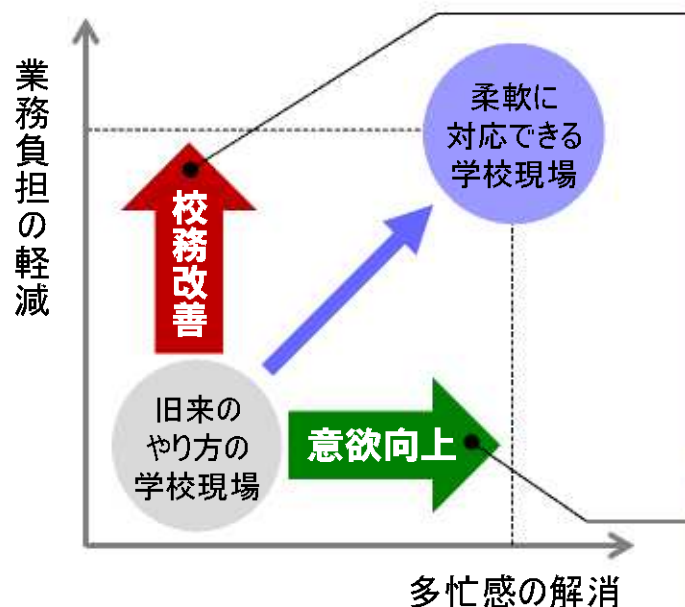 業務負担の軽減
柔軟に
対応できる
学校現場
校務改善
旧来の
やり方の
学校現場
意欲向上
多忙感の解消